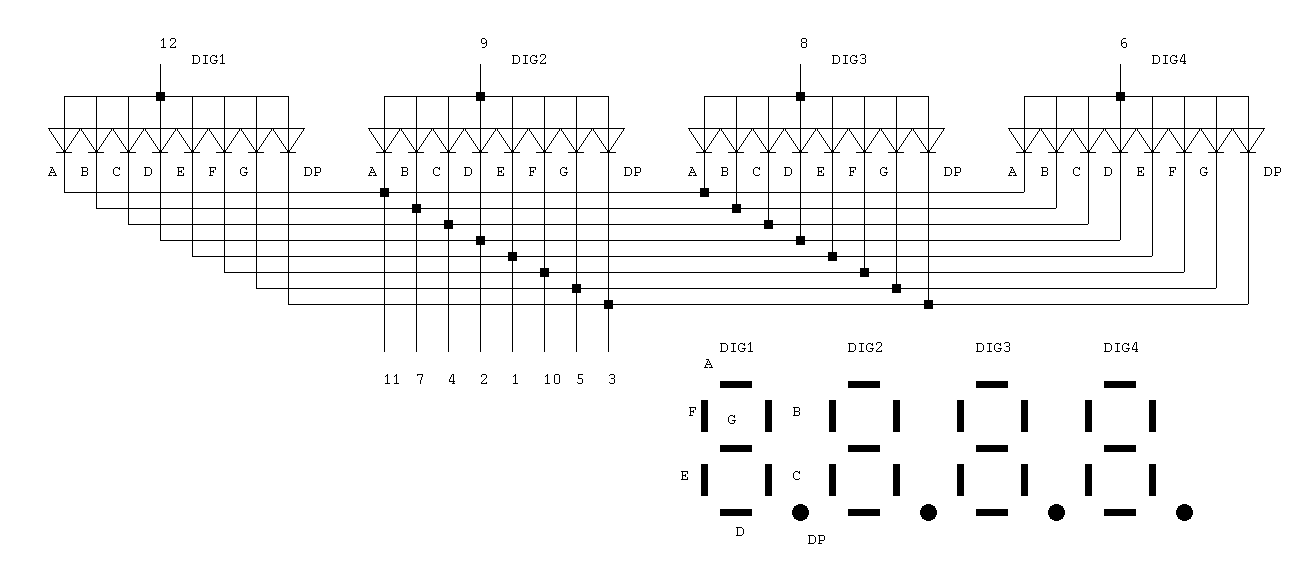 12 9 8 6
DIG1 DIG2 DIG3 DIG4
A B C D E F G DP A B C D E F G DP A B C D E F G DP A B C D E F G DP
11 7 4 2 1 10 5 3
DIG1 DIG2 DIG3 DIG4
A
F G B
E C
D
DP